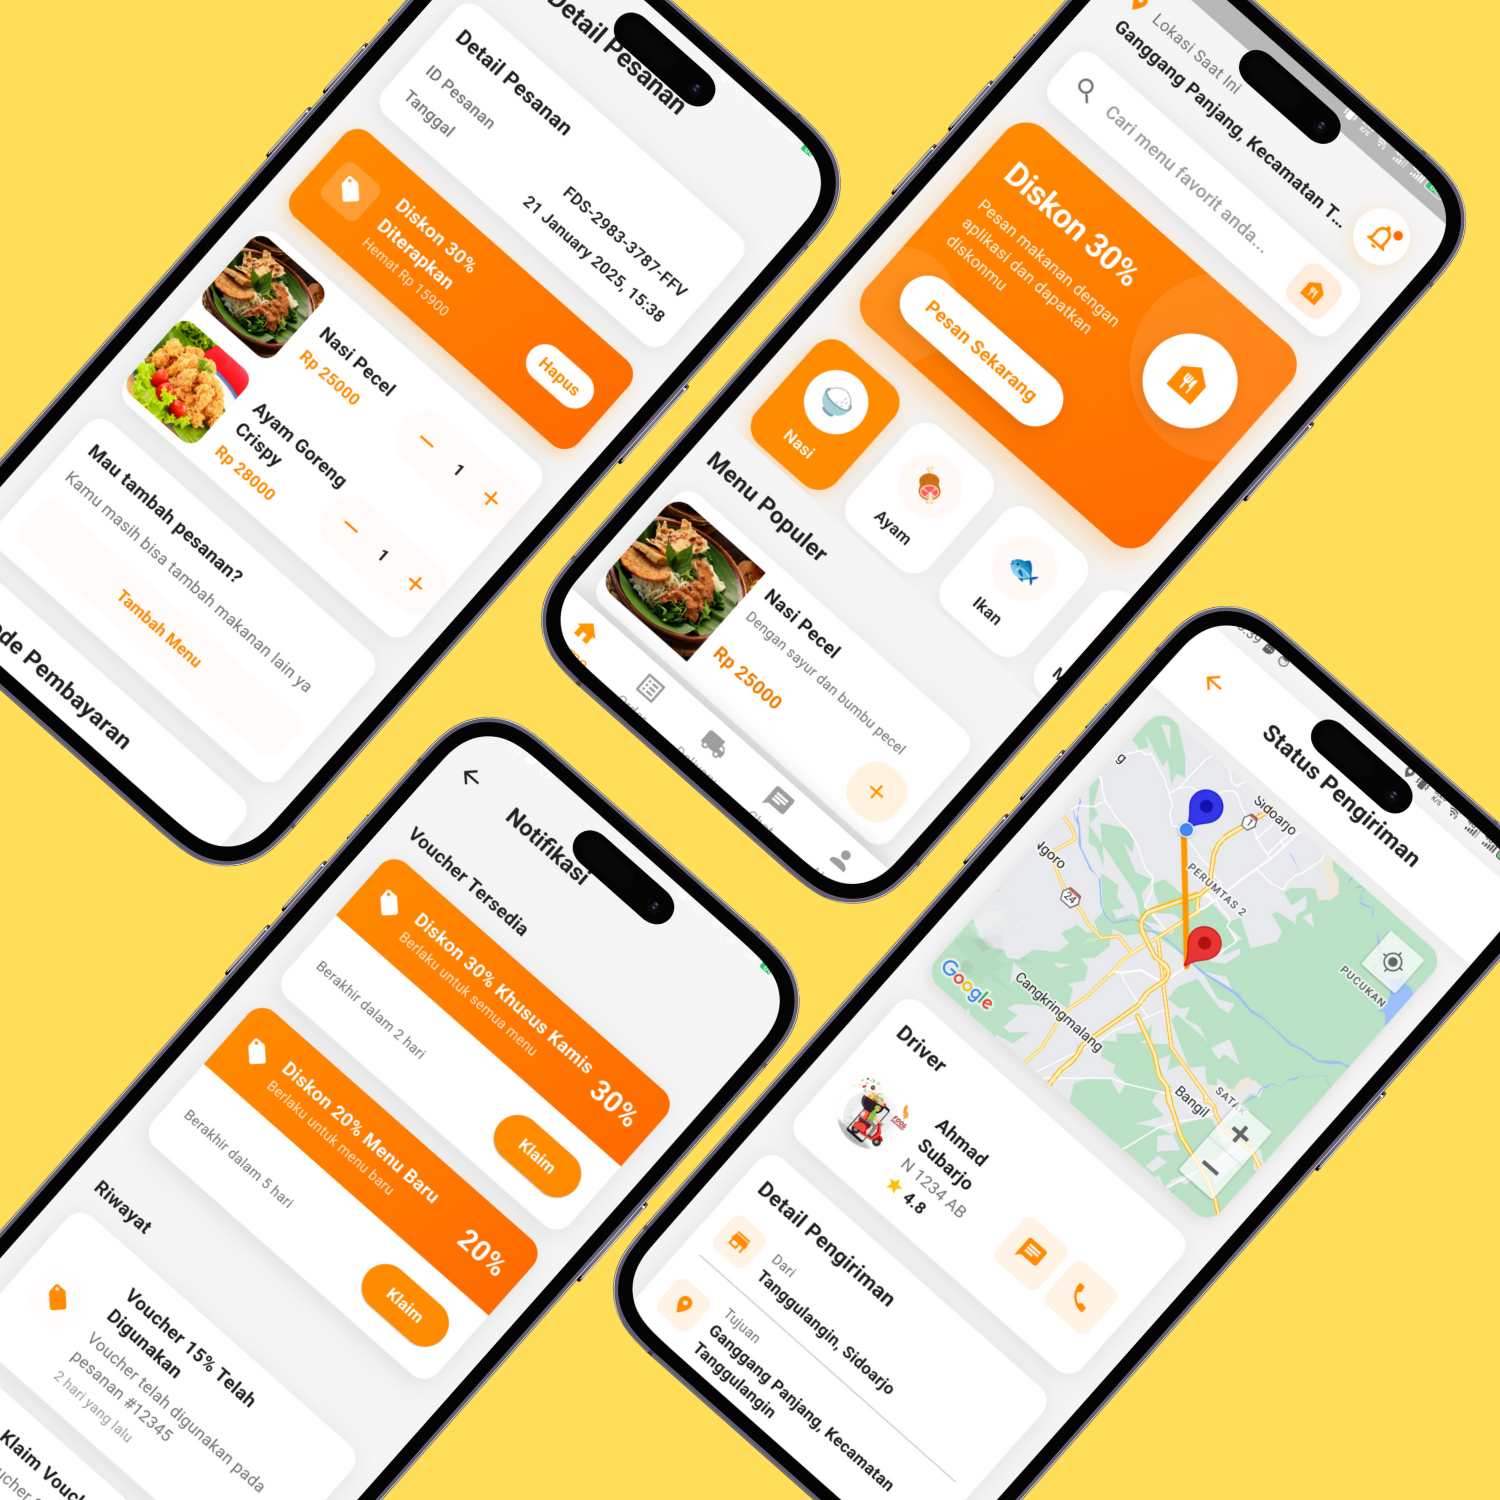 Detail Pesanan
Detail Pesanan
ID Pesanan
FDS-2983-3787-FFV
Tanggal
21 January 2025, 15:38
Diskon 30%
Diterapkan
Hemat Rp 15900
Hapus
Nasi Pecel
Rp 25000
1
Ayam Goreng
Crispy
Rp 28000
1
Mau tambah pesanan?
Kamu masih bisa tambah makanan lain ya
Tambah Menu
Pembayaran
Lokasi Saat Ini
Ganggang Panjang, Kecamatan T...
Cari menu favorit anda...
Diskon 30%
Pesan makanan dengan
aplikasi dan dapatkan
diskonmu
Pesan Sekarang
Nasi
Ayam
Ikan
Menu Populer
Nasi Pecel
Dengan sayur dan bumbu pecel
Rp 25000
Notifikasi
Voucher Tersedia
Diskon 30% Khusus Kamis
Berlaku untuk semua menu
30%
Berakhir dalam 2 hari
Klaim
Diskon 20% Menu Baru
Berlaku untuk menu baru
20%
Berakhir dalam 5 hari
Klaim
Riwayat
Voucher 15% Telah
Digunakan
Voucher telah digunakan pada
pesanan #12345
2 hari yang lalu
Klaim
Status Pengiriman
Sidoarjo
7
PERUMTAS 2
24
Cangkringmalang
PUCUKAN
Bangil
SATAK
Google
Driver
Ahmad
Subarjo
N 1234 AB
4.8
Detail Pengiriman
Dari
Tanggulangin, Sidoarjo
Tujuan
Ganggang Panjang, Kecamatan
Tanggulangin